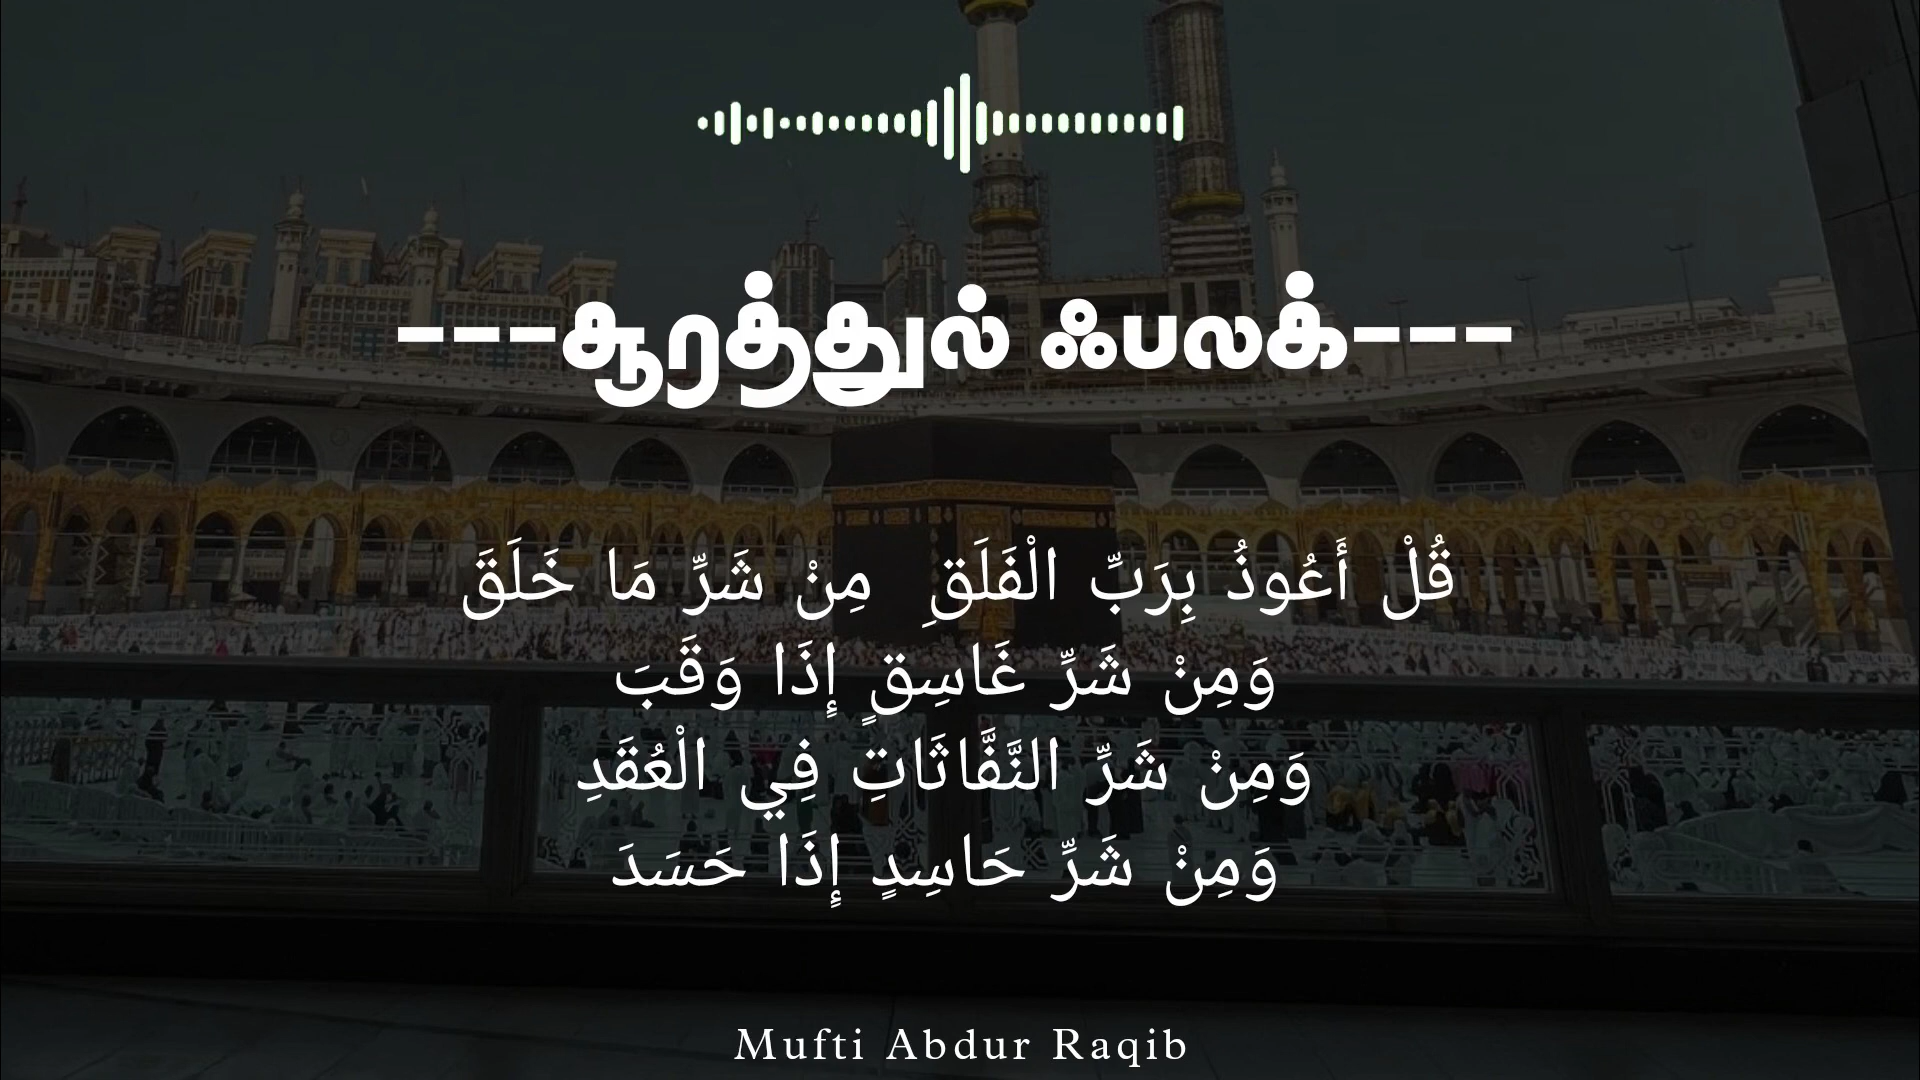 ---சூரத்துல் ஃபலக்---
قُلْ أَعُوذُ بِرَبِّ الْفَلَقِ مِنْ شَرِّ مَا خَلَقَ
وَمِنْ شَرِّ غَاسِقٍ إِذَا وَقَبَ
وَمِنْ شَرِّ النَّفَّاثَاتِ فِي الْعُقَدِ
وَمِنْ شَرِّ حَاسِدٍ إِذَا حَسَدَ
Mufti Abdur Raqib